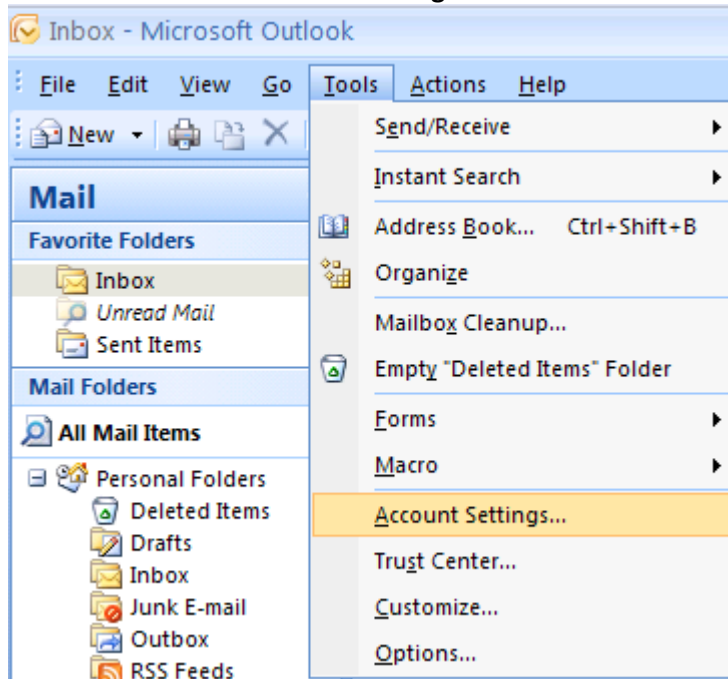 Inbox - Microsoft Outlook
File Edit View Go Tools Actions Help
New
Send/Receive
Instant Search
Address Book... Ctrl+Shift+B
Organize
Mailbox Cleanup...
Empty "Deleted Items" Folder
Forms
Macro
Account Settings...
Trust Center...
Customize...
Options...
Mail
Favorite Folders
Inbox
Unread Mail
Sent Items
Mail Folders
All Mail Items
Personal Folders
Deleted Items
Drafts
Inbox
Junk E-mail
Outbox
RSS Feeds